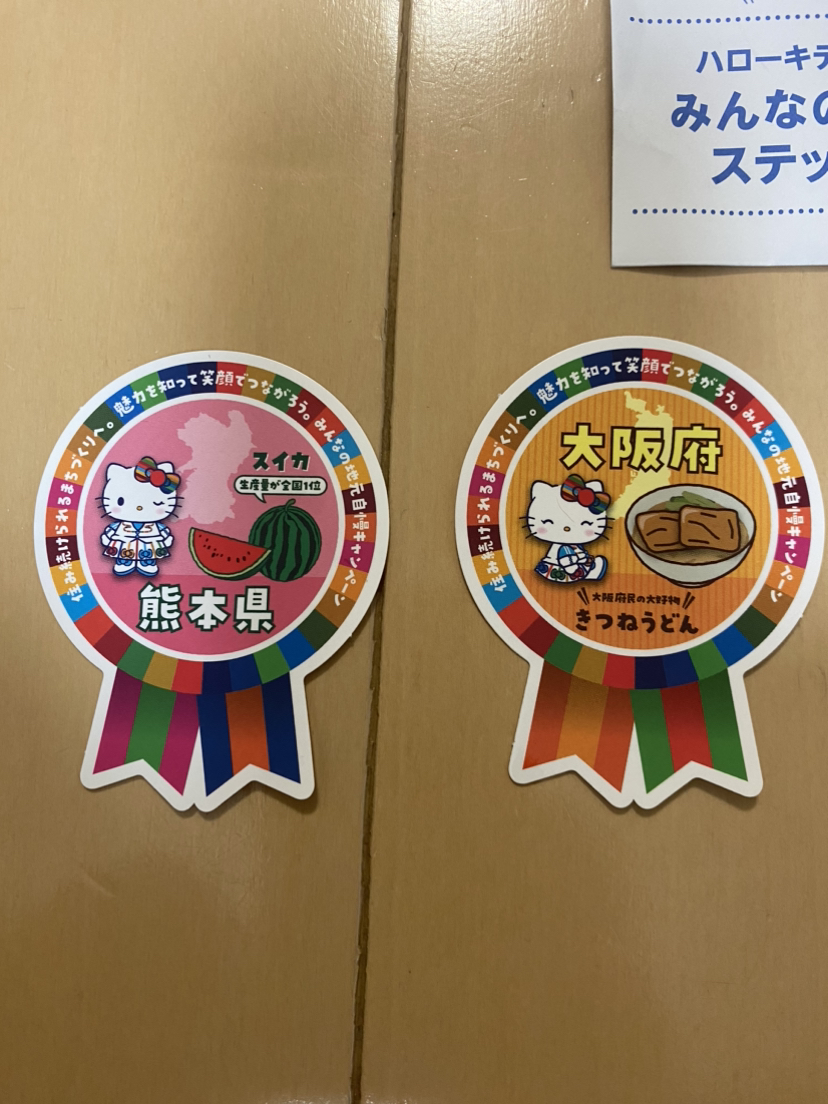 ハローキテ
みんなの
ステッ
住み続けられるまちづくりへ。魅力を知って笑顔でつながろう。みんなの地元自慢キャンペーン
スイカ
生産量が全国1位
熊本県
住み続けられるまちづくりへ。魅力を知って笑顔でつながろう。みんなの地元自慢キャンペーン
大阪府
大阪府民の大好物
きつねうどん